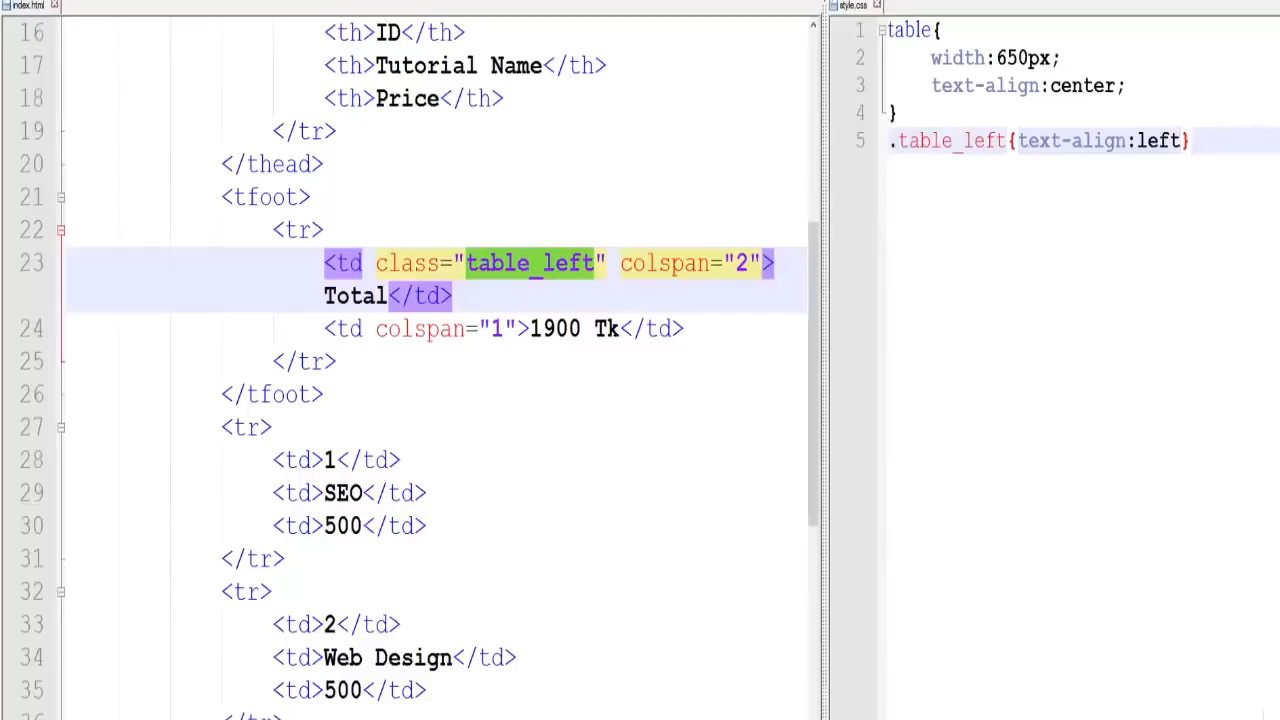 index.html
16 <th>ID</th>
17 <th>Tutorial Name</th>
18 <th>Price</th>
19 </tr>
20 </thead>
21 <tfoot>
22 <tr>
23 <td class="table_left" colspan="2">
Total</td>
24 <td colspan="1">1900 Tk</td>
25 </tr>
26 </tfoot>
27 <tr>
28 <td>1</td>
29 <td>SEO</td>
30 <td>500</td>
31 </tr>
32 <tr>
33 <td>2</td>
34 <td>Web Design</td>
35 <td>500</td>
style.css
1 table{
2 width:650px;
3 text-align:center;
4 }
5 .table_left{text-align:left}